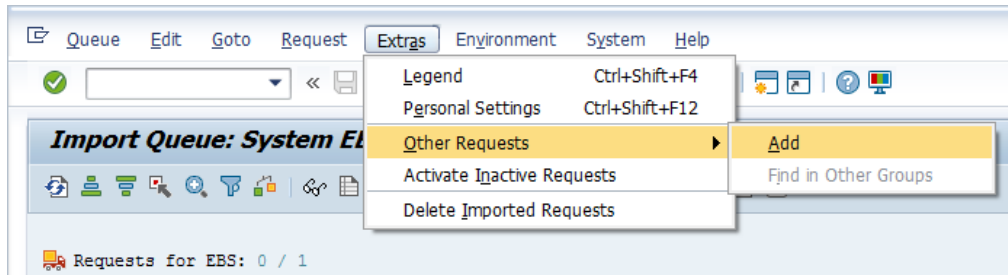 Queue Edit Goto Request Extras Environment System Help
Legend Ctrl+Shift+F4
Personal Settings Ctrl+Shift+F12
Import Queue: System
Other Requests Add
Activate Inactive Requests Find in Other Groups
Delete Imported Requests
Requests for EBS: 0 / 1